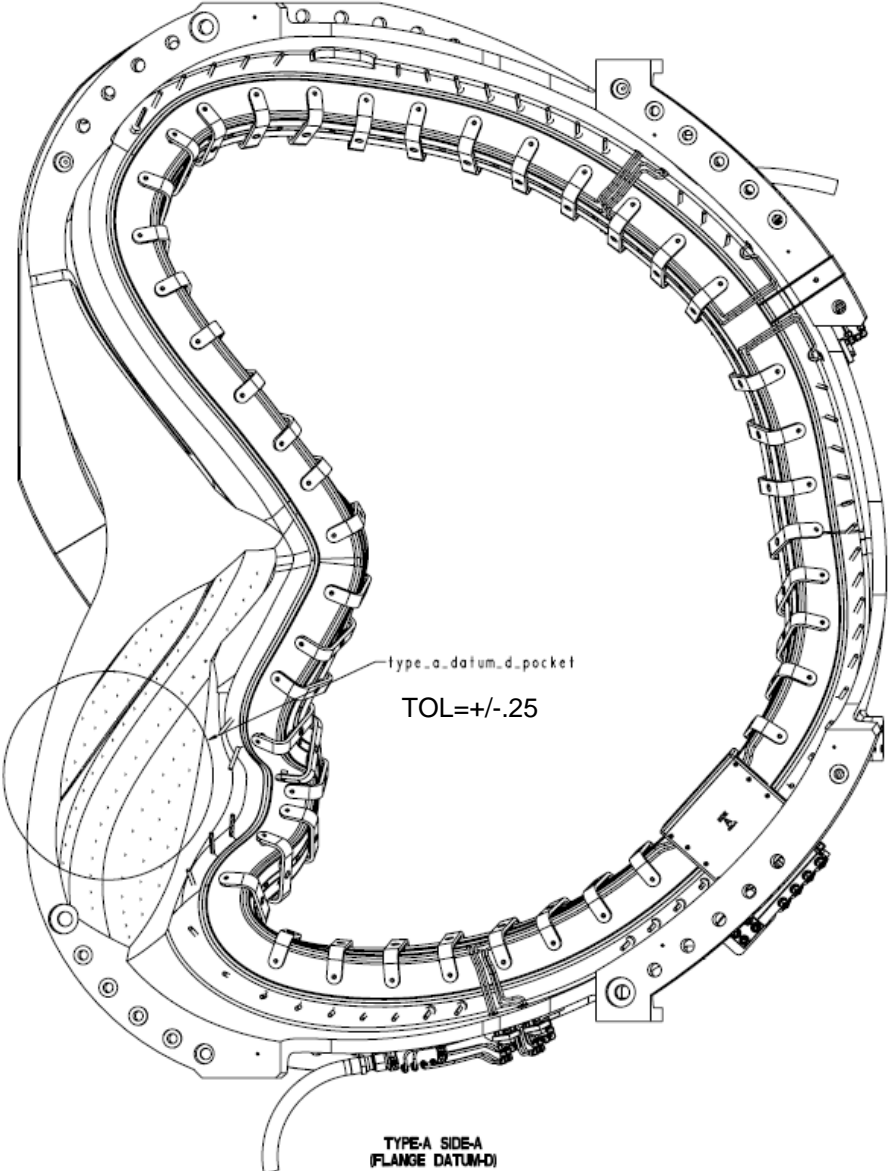 type_a_datum_d_pocket
TOL=+/-.25
A
TYPE-A SIDE-A
(FLANGE DATUM-D)